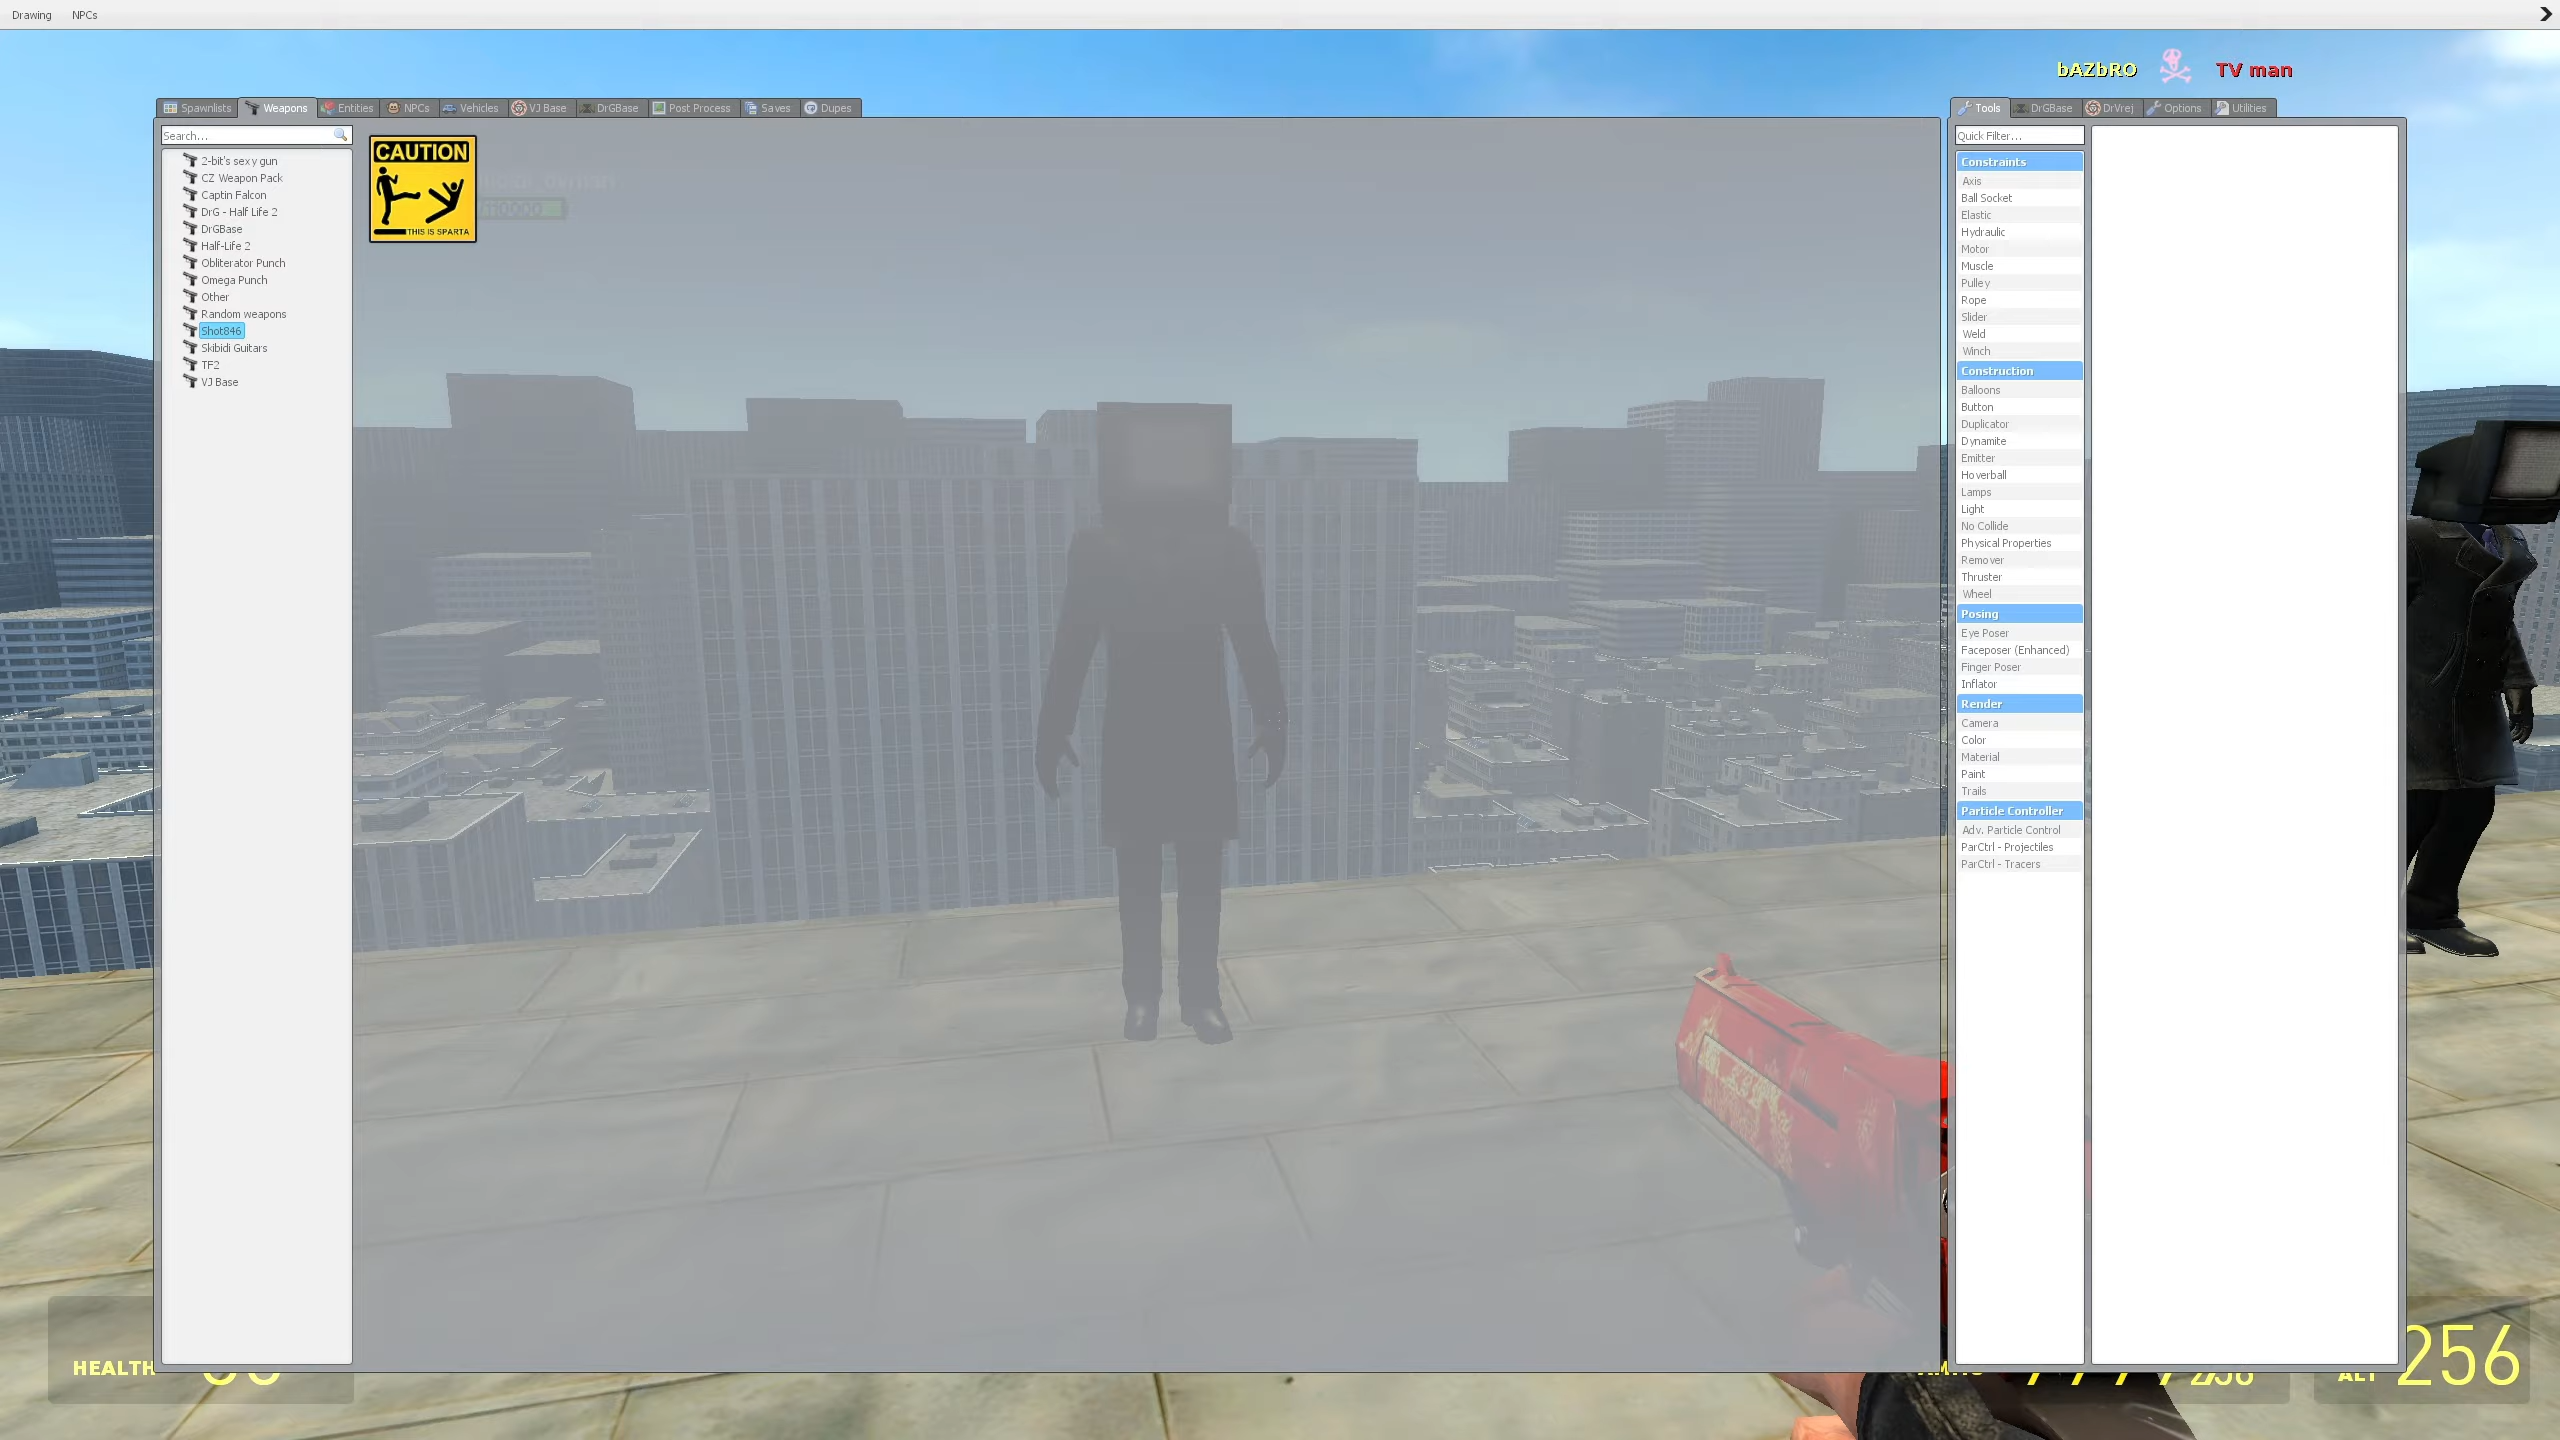 Drawing NPCs
bAZbRO TV man
Spawnlists Weapons Entities NPCs Vehicles VJ Base DrGBase Post Process Saves Dupes
Search...
2-bit's sexy gun
CZ Weapon Pack
Captin Falcon
DrG - Half Life 2
DrGBase
Half-Life 2
Obliterator Punch
Omega Punch
Other
Random weapons
Shot846
Skibidi Guitars
TF2
VJ Base
CAUTION
THIS IS SPARTA
Tools DrGBase DrVrej Options Utilities
Quick Filter...
Constraints
Axis
Ball Socket
Elastic
Hydraulic
Motor
Muscle
Pulley
Rope
Slider
Weld
Winch
Construction
Balloons
Button
Duplicator
Dynamite
Emitter
Hoverball
Lamps
Light
No Collide
Physical Properties
Remover
Thruster
Wheel
Posing
Eye Poser
Faceposer (Enhanced)
Finger Poser
Inflator
Render
Camera
Color
Material
Paint
Trails
Particle Controller
Adv. Particle Control
ParCtrl - Projectiles
ParCtrl - Tracers
HEALTH
256
ALT 256